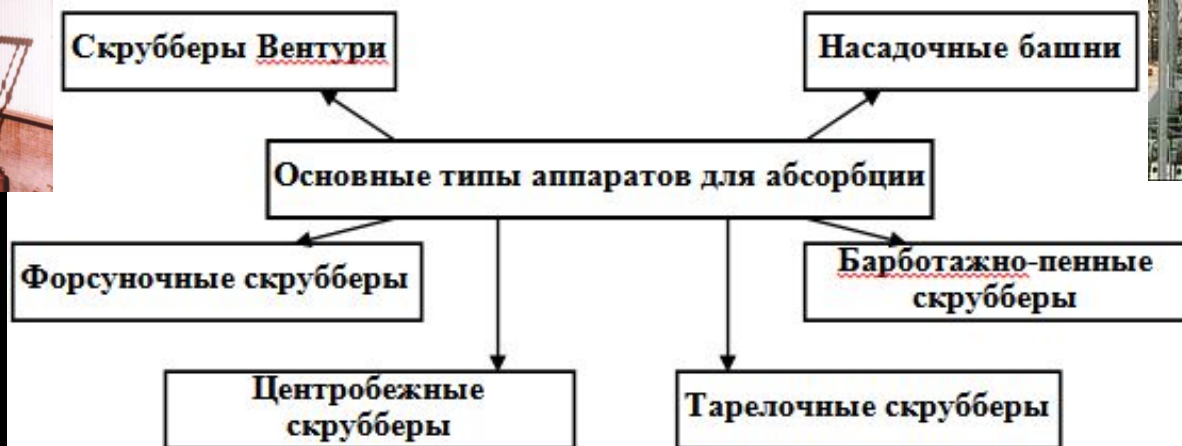 Скрубберы Вентури
Насадочные башни
Основные типы аппаратов для абсорбции
Форсуночные скрубберы
Барботажно-пенные
скрубберы
Центробежные
скрубберы
Тарелочные скрубберы